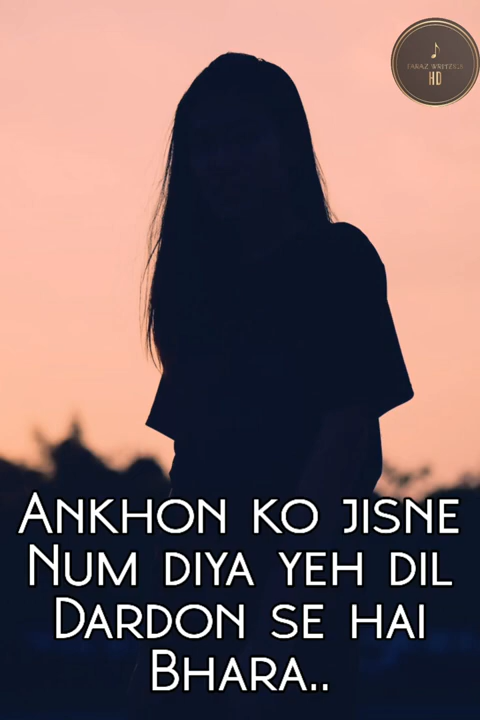 HD
Ankhon ko jisne
Num diya yeh dil
Dardon se hai
Bhara..